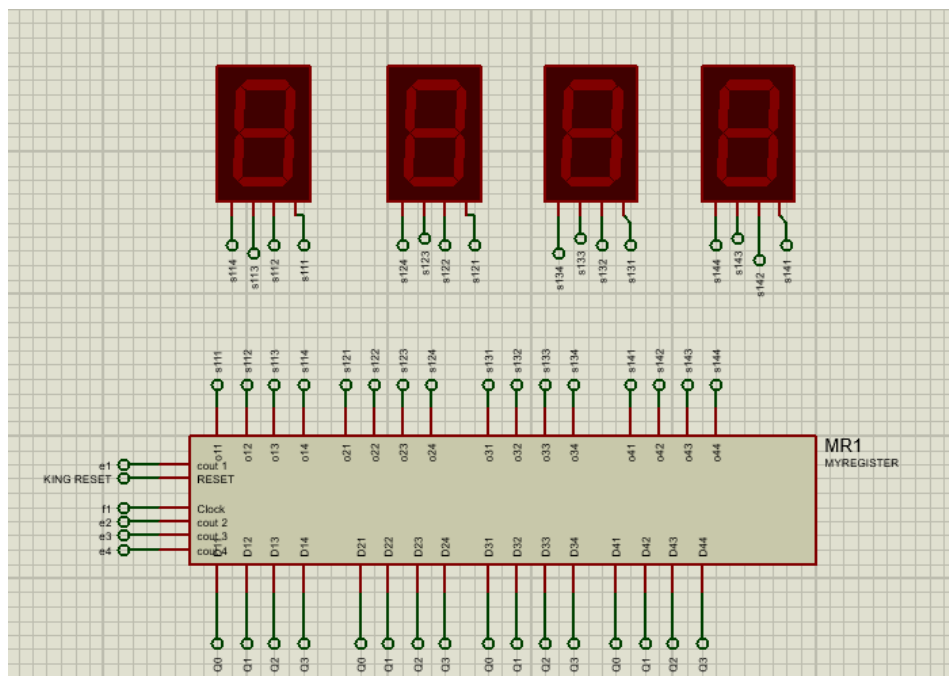 s114 s113 s112 s111 s124 s123 s122 s121 s134 s133 s132 s131 s144 s143 s142 s141
s111 s112 s113 s114 s121 s122 s123 s124 s131 s132 s133 s134 s141 s142 s143 s144
o11 o12 o13 o14 o21 o22 o23 o24 o31 o32 o33 o34 o41 o42 o43 o44
MR1
MYREGISTER
e1 cout 1
KING RESET RESET
f1 Clock
e2 cout 2
e3 cout 3
e4 cout 4
D11 D12 D13 D14 D21 D22 D23 D24 D31 D32 D33 D34 D41 D42 D43 D44
Q0 Q1 Q2 Q3 Q0 Q1 Q2 Q3 Q0 Q1 Q2 Q3 Q0 Q1 Q2 Q3